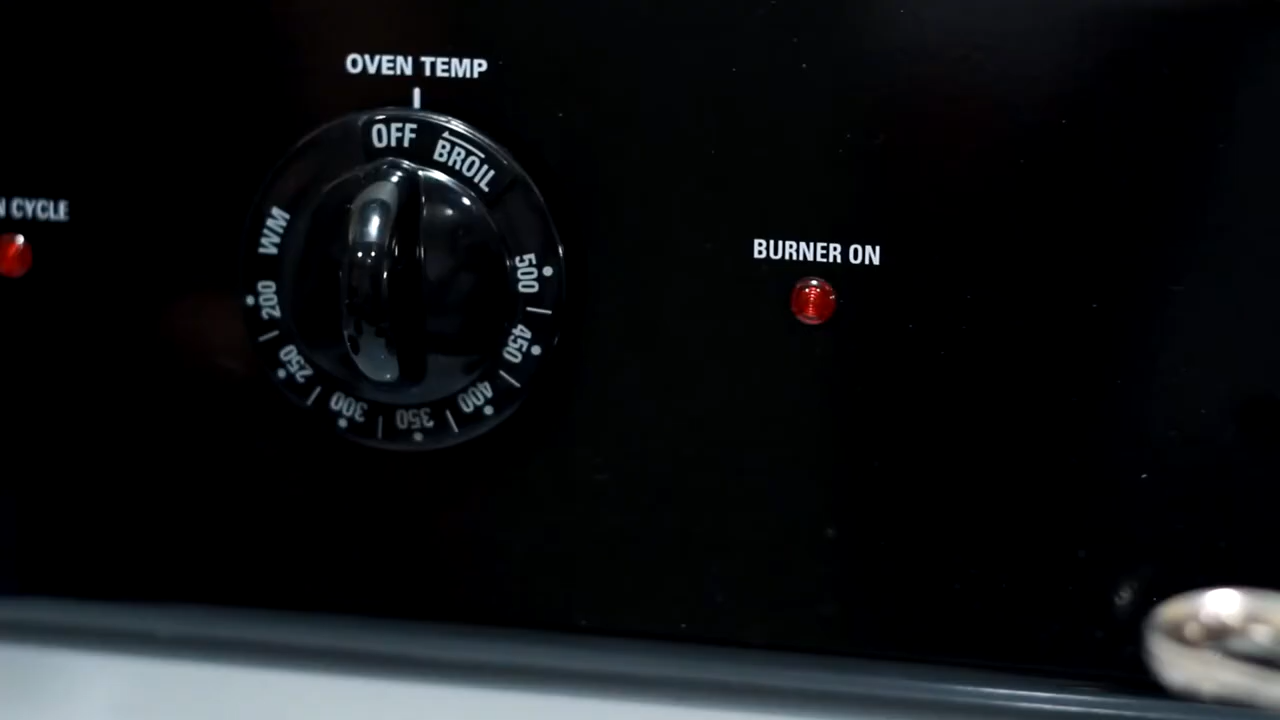 OVEN TEMP
OFF
BROIL
N CYCLE
WM
200
250
300
350
400
450
500
BURNER ON